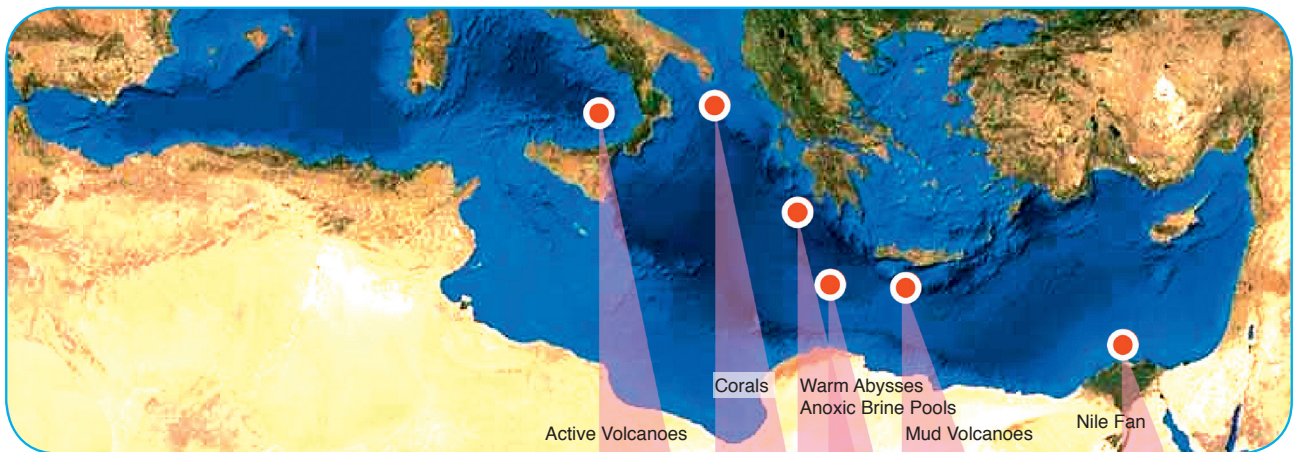 Corals
Warm Abysses
Anoxic Brine Pools
Active Volcanoes
Mud Volcanoes
Nile Fan